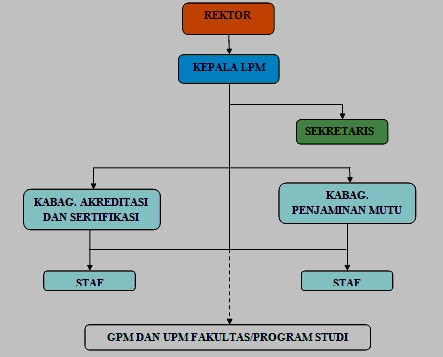 REKTOR
KEPALA LPM
SEKRETARIS
KABAG. AKREDITASI
DAN SERTIFIKASI
KABAG.
PENJAMINAN MUTU
STAF
STAF
GPM DAN UPM FAKULTAS/PROGRAM STUDI